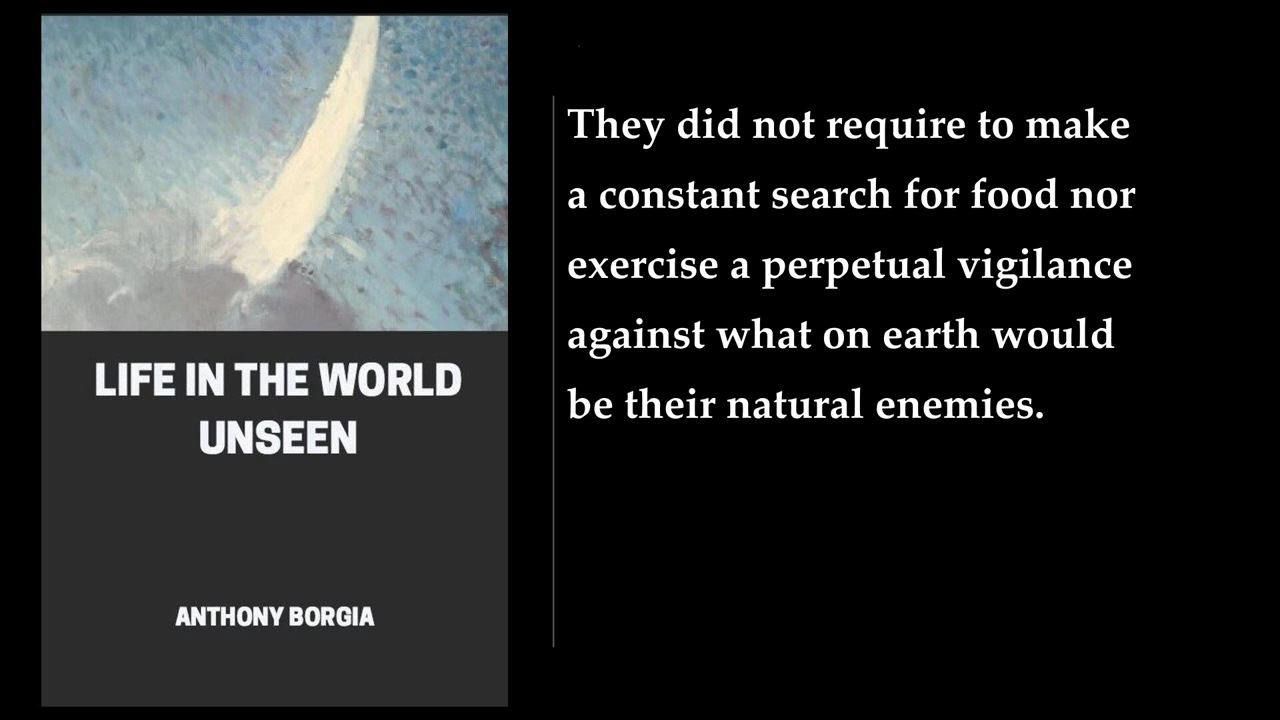 LIFE IN THE WORLD
UNSEEN
ANTHONY BORGIA
They did not require to make
a constant search for food nor
exercise a perpetual vigilance
against what on earth would
be their natural enemies.